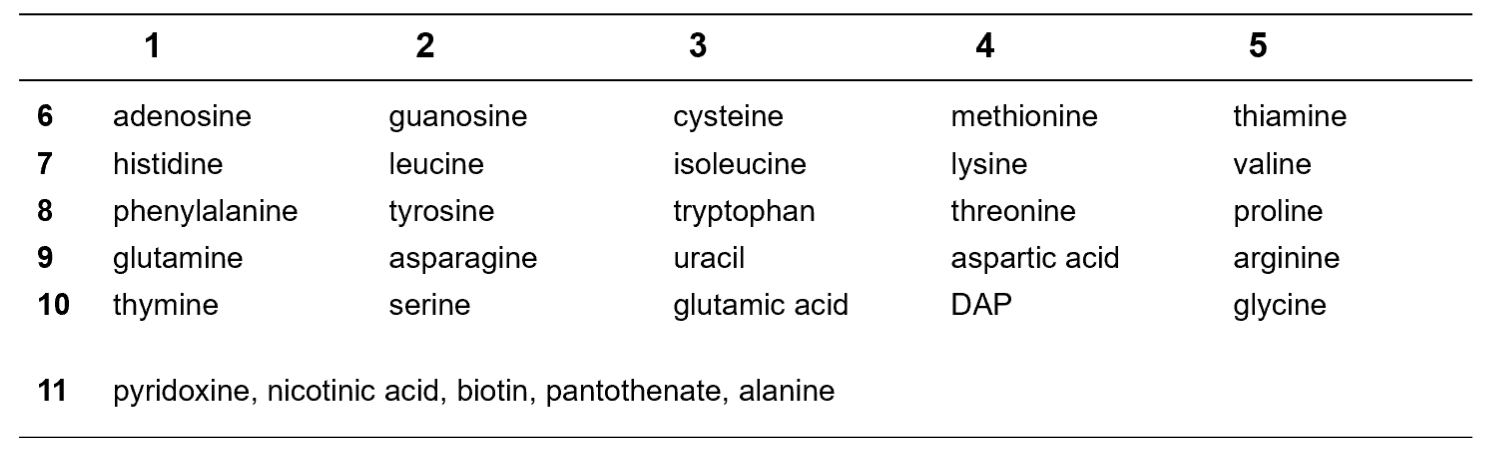 1 2 3 4 5
6 adenosine guanosine cysteine methionine thiamine
7 histidine leucine isoleucine lysine valine
8 phenylalanine tyrosine tryptophan threonine proline
9 glutamine asparagine uracil aspartic acid arginine
10 thymine serine glutamic acid DAP glycine
11 pyridoxine, nicotinic acid, biotin, pantothenate, alanine